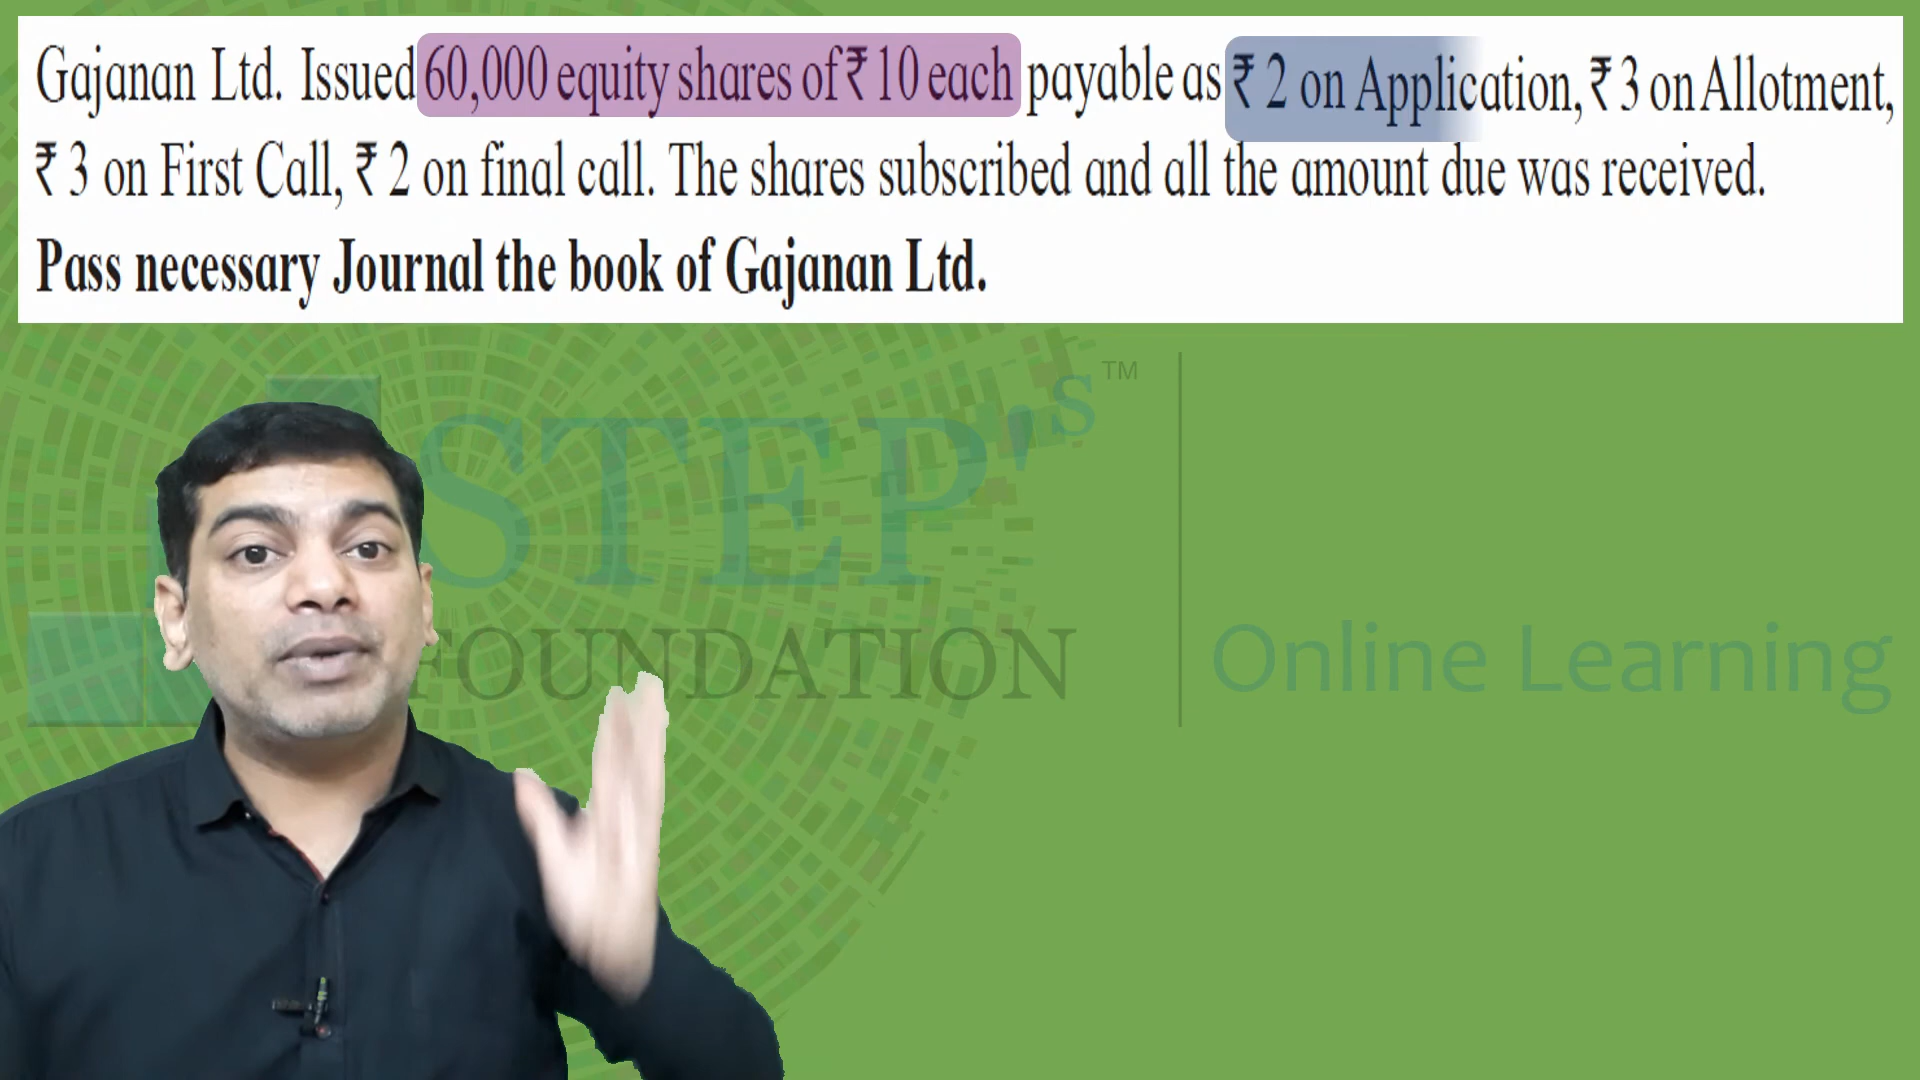 Gajanan Ltd. Issued 60,000 equity shares of ₹ 10 each payable as ₹ 2 on Application, ₹ 3 on Allotment,
₹ 3 on First Call, ₹ 2 on final call. The shares subscribed and all the amount due was received.
Pass necessary Journal the book of Gajanan Ltd.
STEP's TM
FOUNDATION
Online Learning